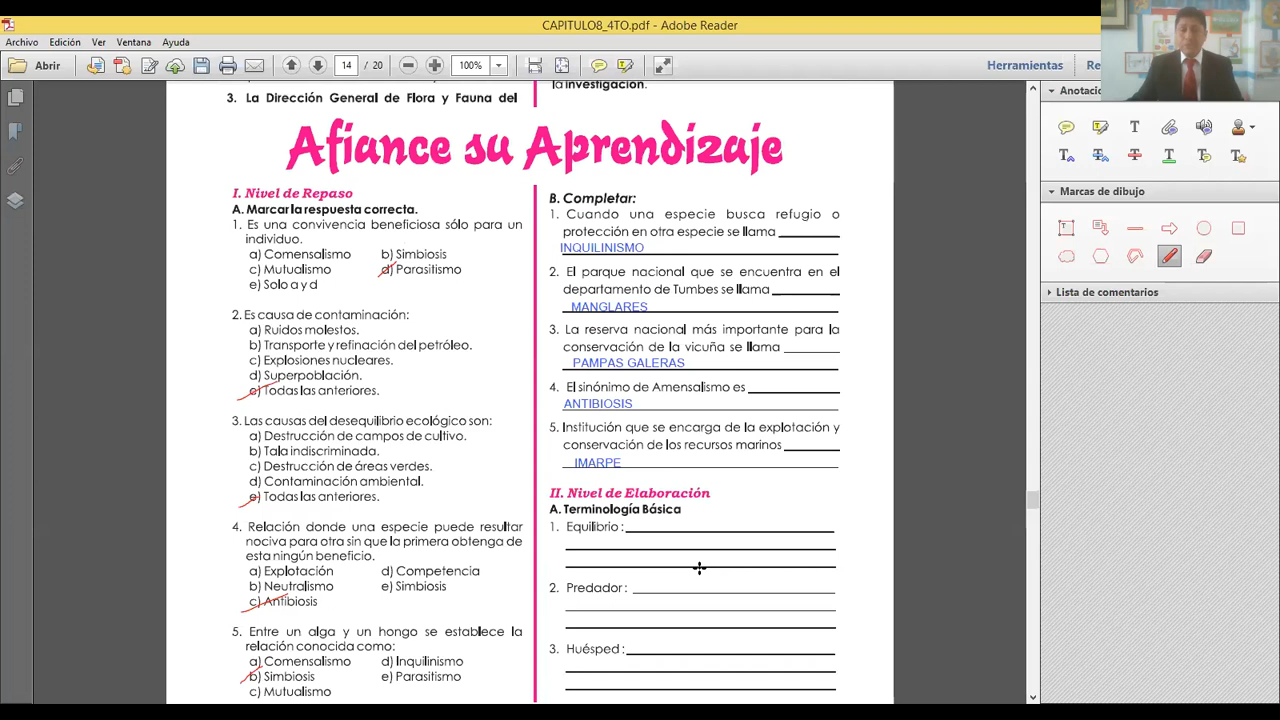 CAPITULO8_4TO.pdf - Adobe Reader
Archivo Edición Ver Ventana Ayuda
Abrir 14 / 20 100% Herramientas Re
3. La Dirección General de Flora y Fauna del
la investigación.
Afiance su Aprendizaje
I. Nivel de Repaso
A. Marcar la respuesta correcta.
1. Es una convivencia beneficiosa sólo para un
individuo.
a) Comensalismo b) Simbiosis
c) Mutualismo d) Parasitismo
e) Solo a y d
2. Es causa de contaminación:
a) Ruidos molestos.
b) Transporte y refinación del petróleo.
c) Explosiones nucleares.
d) Superpoblación.
e) Todas las anteriores.
3. Las causas del desequilibrio ecológico son:
a) Destrucción de campos de cultivo.
b) Tala indiscriminada.
c) Destrucción de áreas verdes.
d) Contaminación ambiental.
e) Todas las anteriores.
4. Relación donde una especie puede resultar
nociva para otra sin que la primera obtenga de
esta ningún beneficio.
a) Explotación d) Competencia
b) Neutralismo e) Simbiosis
c) Antibiosis
5. Entre un alga y un hongo se establece la
relación conocida como:
a) Comensalismo d) Inquilinismo
b) Simbiosis e) Parasitismo
c) Mutualismo
B. Completar:
1. Cuando una especie busca refugio o
protección en otra especie se llama
INQUILINISMO
2. El parque nacional que se encuentra en el
departamento de Tumbes se llama
MANGLARES
3. La reserva nacional más importante para la
conservación de la vicuña se llama
PAMPAS GALERAS
4. El sinónimo de Amensalismo es
ANTIBIOSIS
5. Institución que se encarga de la explotación y
conservación de los recursos marinos
IMARPE
II. Nivel de Elaboración
A. Terminología Básica
1. Equilibrio :
2. Predador :
3. Huésped :
Anotacio
Marcas de dibujo
Lista de comentarios